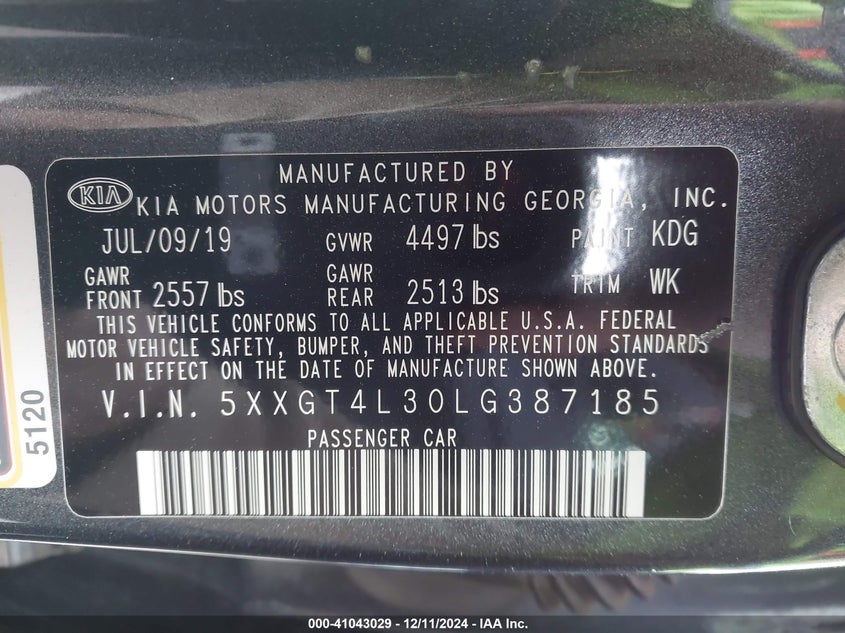 MANUFACTURED BY
KIA KIA MOTORS MANUFACTURING GEORGIA, INC.
JUL/09/19 GVWR 4497 lbs PAINT KDG
GAWR FRONT 2557 lbs GAWR REAR 2513 lbs TRIM WK
THIS VEHICLE CONFORMS TO ALL APPLICABLE U.S.A. FEDERAL
MOTOR VEHICLE SAFETY, BUMPER, AND THEFT PREVENTION STANDARDS
IN EFFECT ON THE DATE OF MANUFACTURE SHOWN ABOVE.
V.I.N. 5XXGT4L30LG387185
PASSENGER CAR
5120
000-41043029 - 12/11/2024 - IAA Inc.